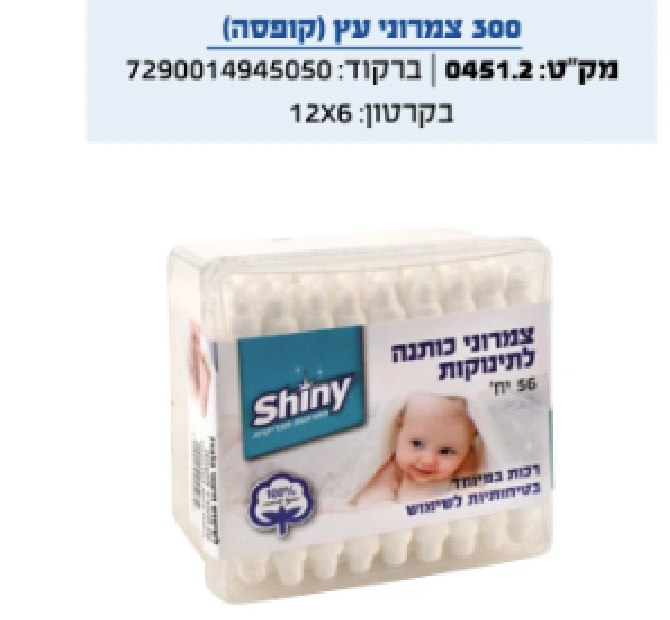 300 צמרוני עץ (קופסה)
מק"ט: 0451.2 | ברקוד: 7290014945050
בקרטון: 12X6
צמרוני כותנה
לתינוקות
56 יח'
Shiny
100%
רכות במיוחד
בטיחותיות לשימוש